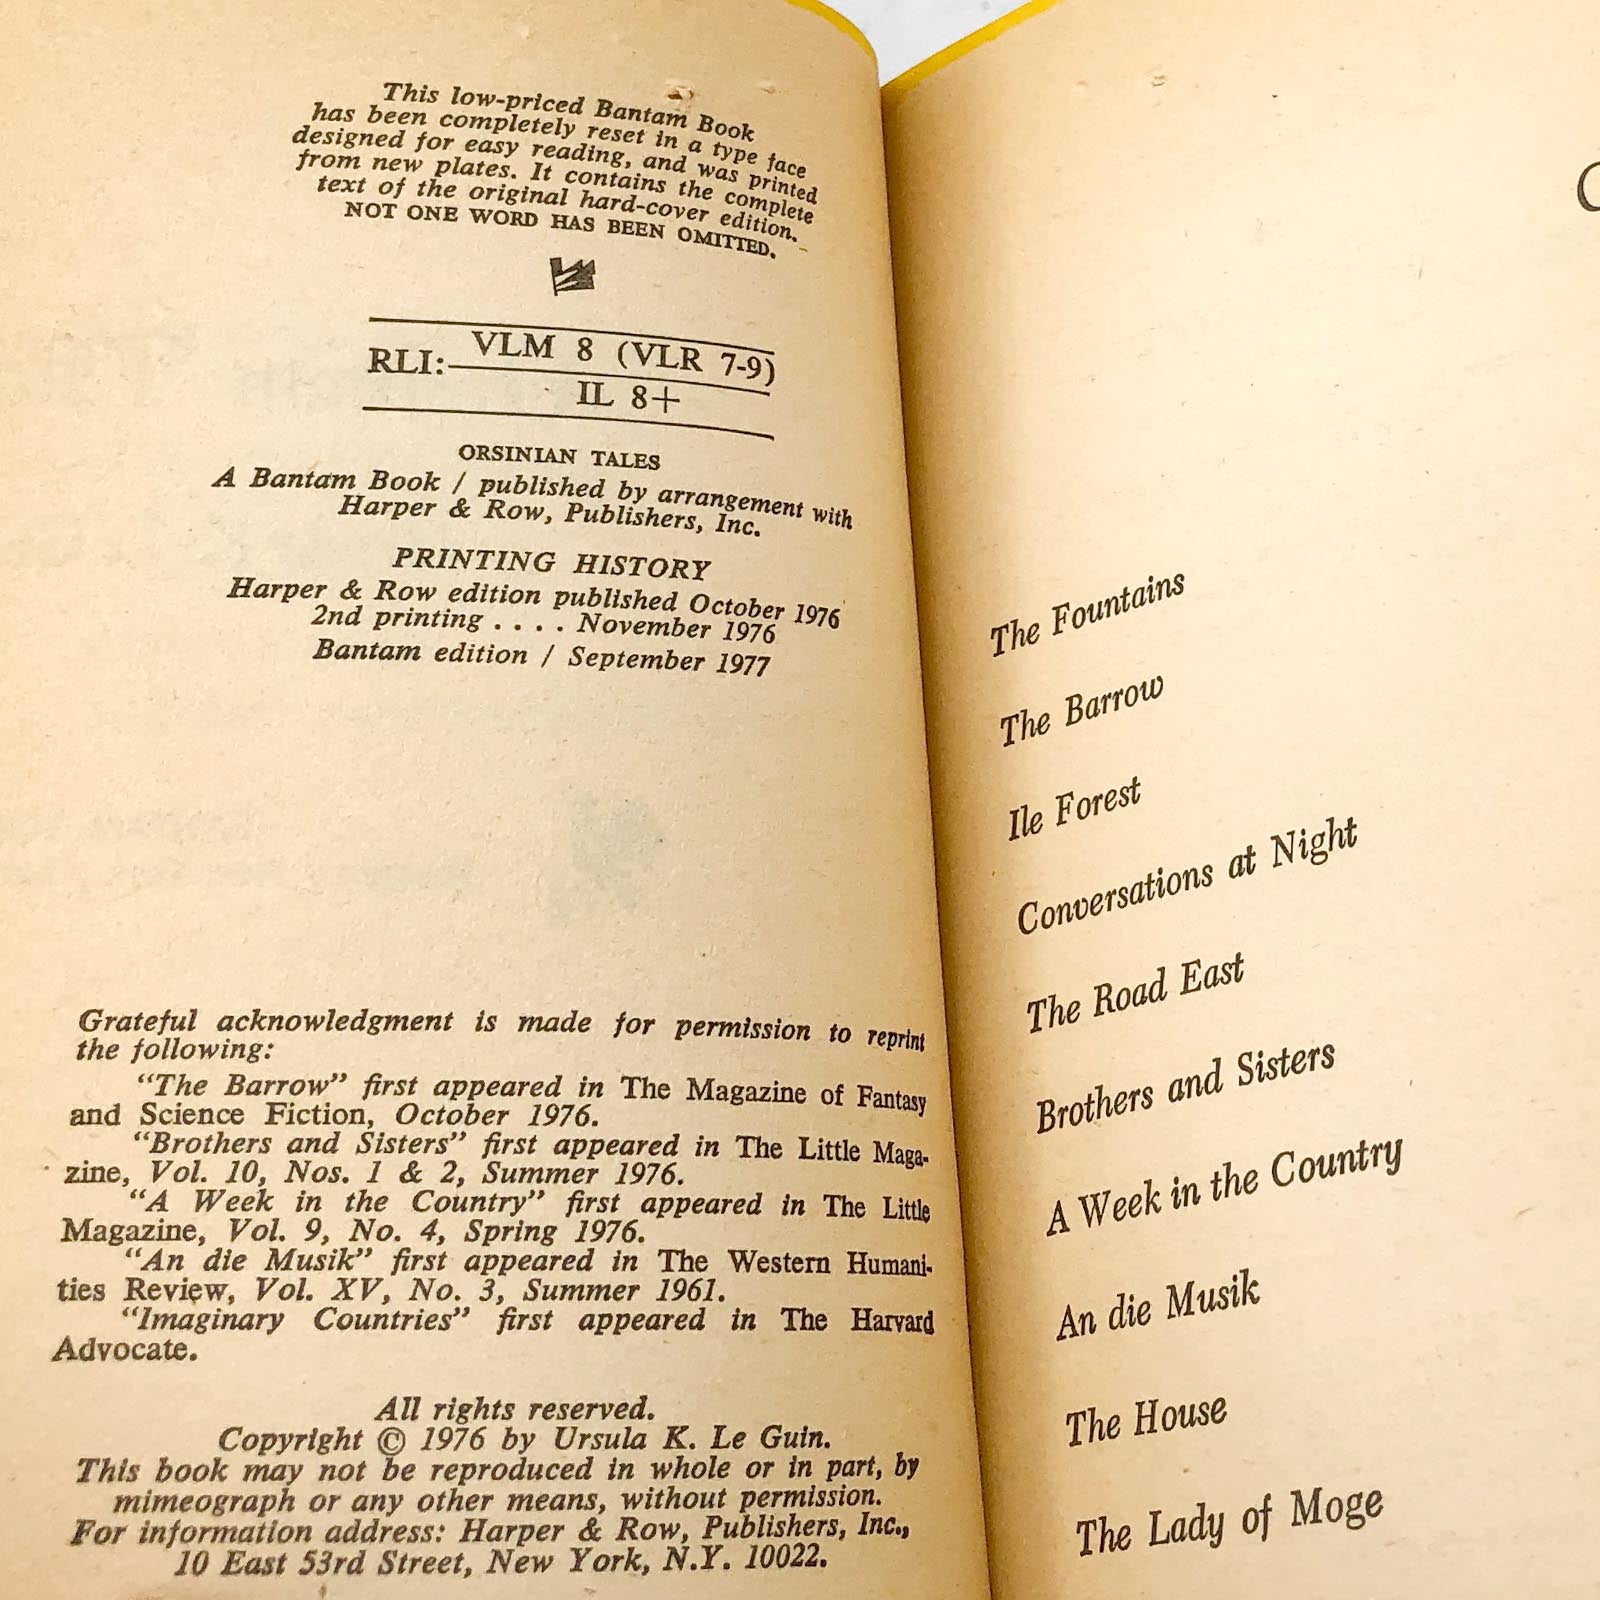 This low-priced Bantam Book
has been completely reset in a type face
designed for easy reading, and was printed
from new plates. It contains the complete
text of the original hard-cover edition.
NOT ONE WORD HAS BEEN OMITTED.
VLM 8 (VLR 7-9)
RLI:
IL 8+
ORSINIAN TALES
A Bantam Book / published by arrangement with
Harper & Row, Publishers, Inc.
PRINTING HISTORY
Harper & Row edition published October 1976
2nd printing . . . . November 1976
Bantam edition / September 1977
Grateful acknowledgment is made for permission to reprint
the following:
"The Barrow" first appeared in The Magazine of Fantasy
and Science Fiction, October 1976.
"Brothers and Sisters" first appeared in The Little Maga-
zine, Vol. 10, Nos. 1 & 2, Summer 1976.
"A Week in the Country" first appeared in The Little
Magazine, Vol. 9, No. 4, Spring 1976.
"An die Musik" first appeared in The Western Humani-
ties Review, Vol. XV, No. 3, Summer 1961.
"Imaginary Countries" first appeared in The Harvard
Advocate.
All rights reserved.
Copyright © 1976 by Ursula K. Le Guin.
This book may not be reproduced in whole or in part, by
mimeograph or any other means, without permission.
For information address: Harper & Row, Publishers, Inc.,
10 East 53rd Street, New York, N.Y. 10022.
The Fountains
The Barrow
Ile Forest
Conversations at Night
The Road East
Brothers and Sisters
A Week in the Country
An die Musik
The House
The Lady of Moge